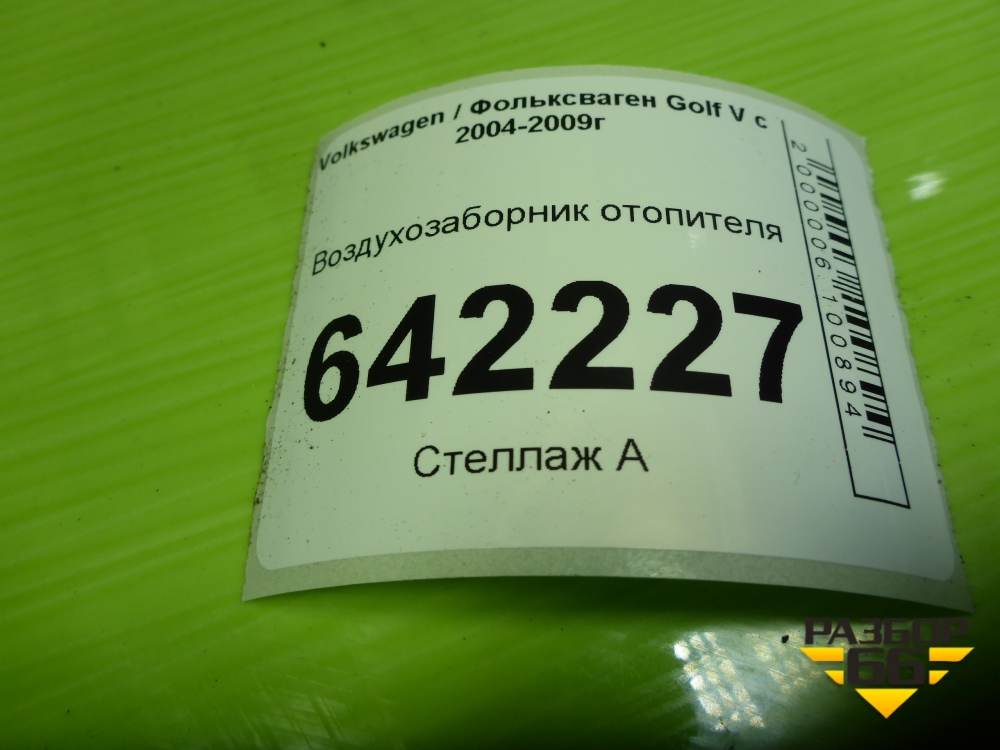 Volkswagen / Фольксваген Golf V с
2004-2009г
Воздухозаборник отопителя
642227
Стеллаж А
2000006100894
РАЗБОР
66